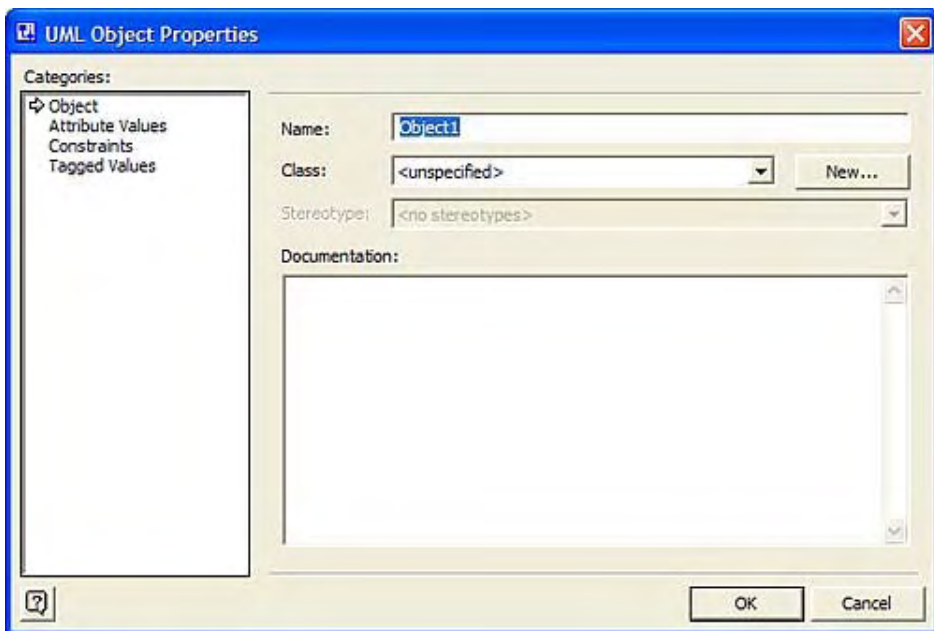 UML Object Properties
Categories:
Object
Attribute Values
Constraints
Tagged Values
Name: Object1
Class: <unspecified> New...
Stereotype: <no stereotypes>
Documentation:
OK Cancel